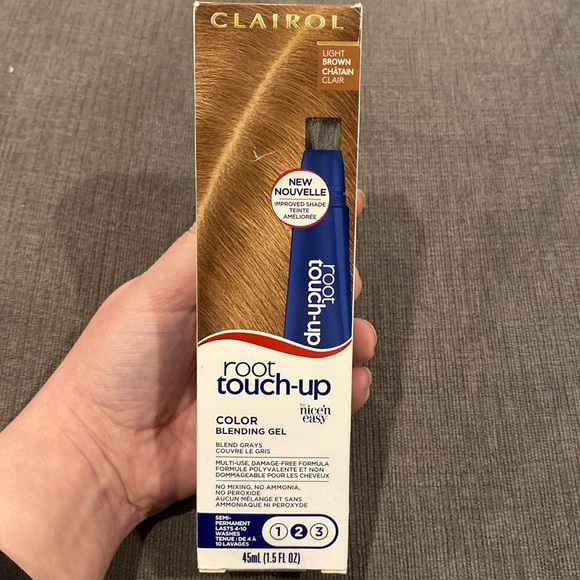 CLAIROL
LIGHT
BROWN
CHÂTAIN
CLAIR
NEW
NOUVELLE
IMPROVED SHADE
TEINTE
AMÉLIORÉE
root
touch-up
root
touch-up
by
nice'n
easy
COLOR
BLENDING GEL
BLEND GRAYS
COUVRE LE GRIS
MULTI-USE, DAMAGE-FREE FORMULA
FORMULE POLYVALENTE ET NON
DOMMAGEABLE POUR LES CHEVEUX
NO MIXING, NO AMMONIA,
NO PEROXIDE
AUCUN MÉLANGE ET SANS
AMMONIAQUE NI PEROXYDE
SEMI-
PERMANENT
LASTS 4-10
WASHES
TENUE : DE 4 À
10 LAVAGES
1 2 3
45mL (1.5 FL OZ)